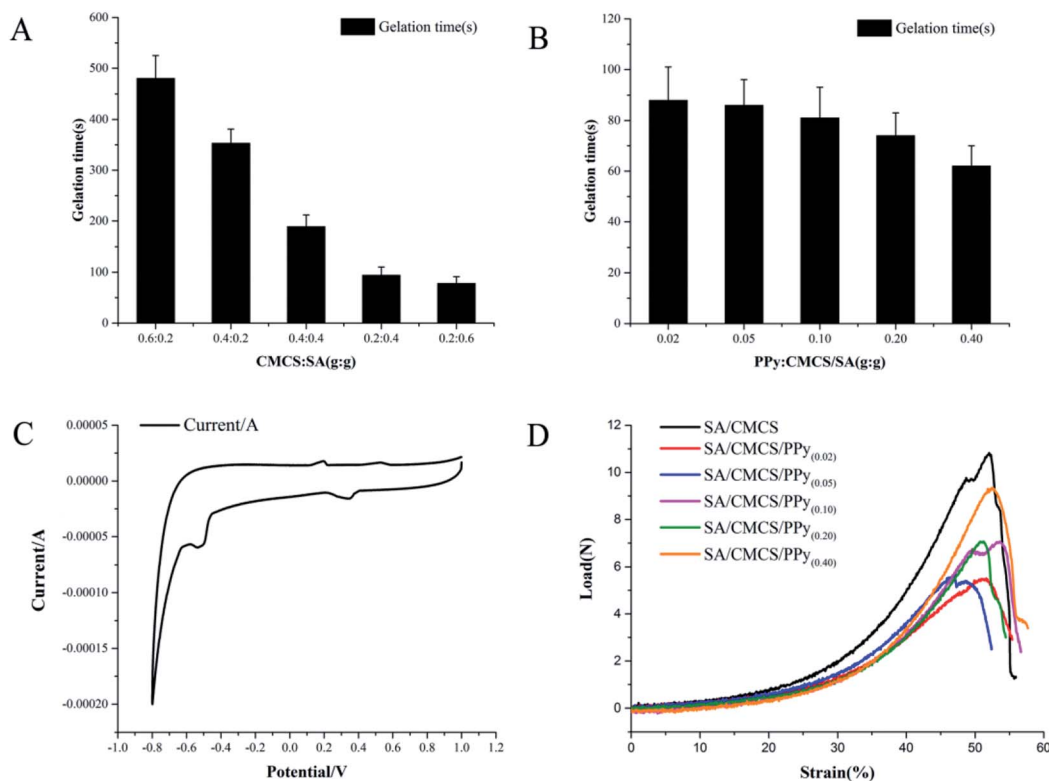 A
Gelation time(s)
600
500
400
300
200
100
0
Gelation time(s)
0.6:0.2 0.4:0.2 0.4:0.4 0.2:0.4 0.2:0.6
CMCS:SA(g:g)
B
Gelation time(s)
120
100
80
60
40
20
0
Gelation time(s)
0.02 0.05 0.10 0.20 0.40
PPy:CMCS/SA(g:g)
C
Current/A
0.00005
0.00000
-0.00005
-0.00010
-0.00015
-0.00020
Current/A
-1.0 -0.8 -0.6 -0.4 -0.2 0.0 0.2 0.4 0.6 0.8 1.0 1.2
Potential/V
D
SA/CMCS
SA/CMCS/PPy(0.02)
SA/CMCS/PPy(0.05)
SA/CMCS/PPy(0.10)
SA/CMCS/PPy(0.20)
SA/CMCS/PPy(0.40)
12
10
8
6
4
2
0
Load(N)
0 10 20 30 40 50 60
Strain(%)